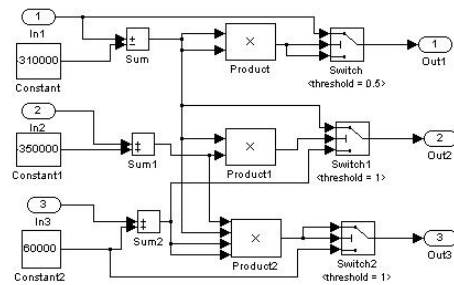 1
In1
-310000
Constant
Sum
Product
Switch
<threshold = 0.5>
1
Out1
2
In2
350000
Constant1
Sum1
Product1
Switch1
<threshold = 1>
2
Out2
3
In3
60000
Constant2
Sum2
Product2
Switch2
<threshold = 1>
3
Out3